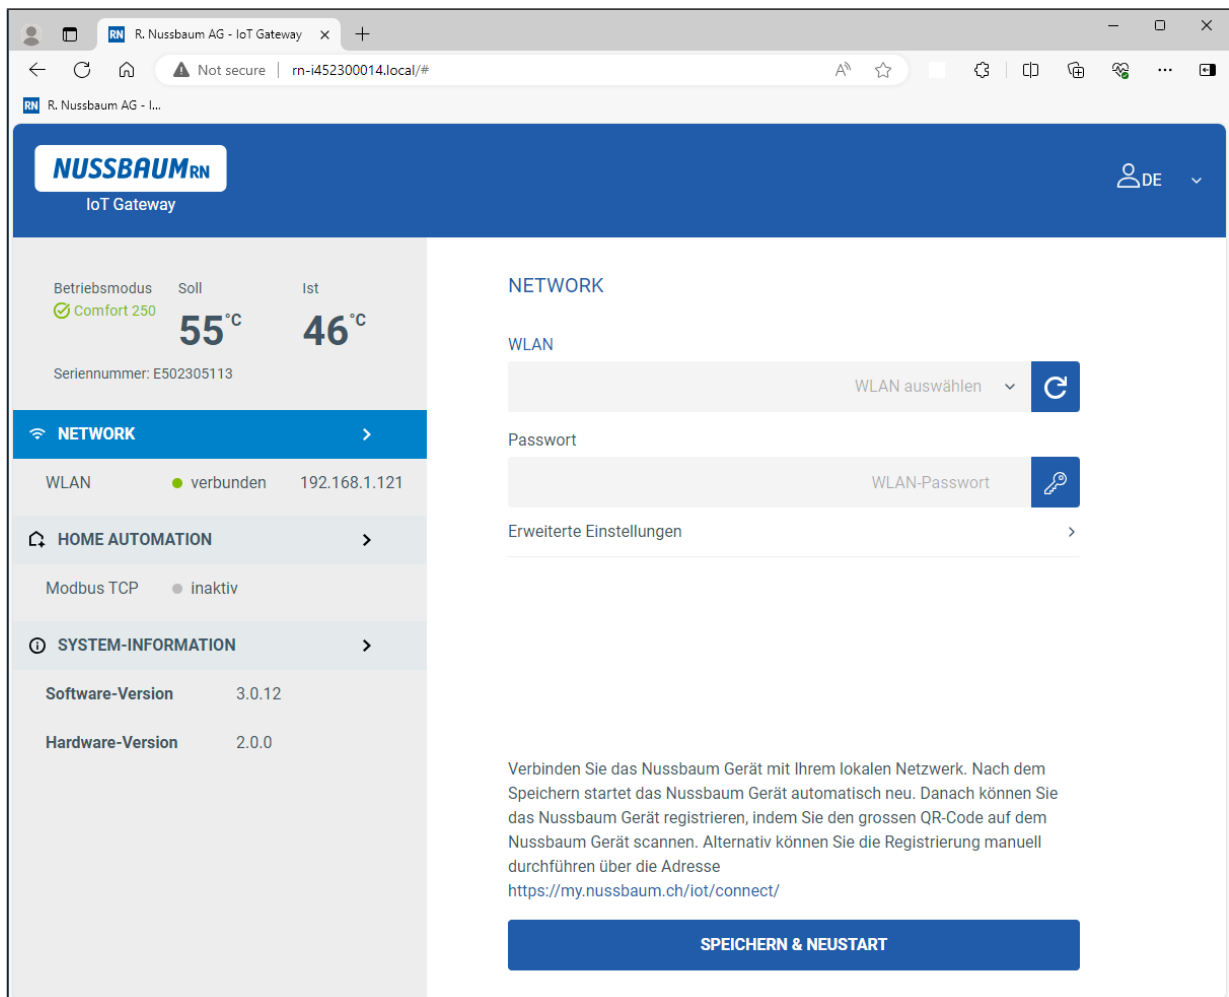 RN R. Nussbaum AG - IoT Gateway
Not secure rn-i452300014.local/#
RN R. Nussbaum AG - I...
NUSSBAUM RN
IoT Gateway
DE
Betriebsmodus Soll Ist
Comfort 250 55°C 46°C
Seriennummer: E502305113
NETWORK
WLAN verbunden 192.168.1.121
HOME AUTOMATION
Modbus TCP inaktiv
SYSTEM-INFORMATION
Software-Version 3.0.12
Hardware-Version 2.0.0
NETWORK
WLAN
WLAN auswählen
Passwort
WLAN-Passwort
Erweiterte Einstellungen
Verbinden Sie das Nussbaum Gerät mit Ihrem lokalen Netzwerk. Nach dem
Speichern startet das Nussbaum Gerät automatisch neu. Danach können Sie
das Nussbaum Gerät registrieren, indem Sie den grossen QR-Code auf dem
Nussbaum Gerät scannen. Alternativ können Sie die Registrierung manuell
durchführen über die Adresse
https://my.nussbaum.ch/iot/connect/
SPEICHERN & NEUSTART